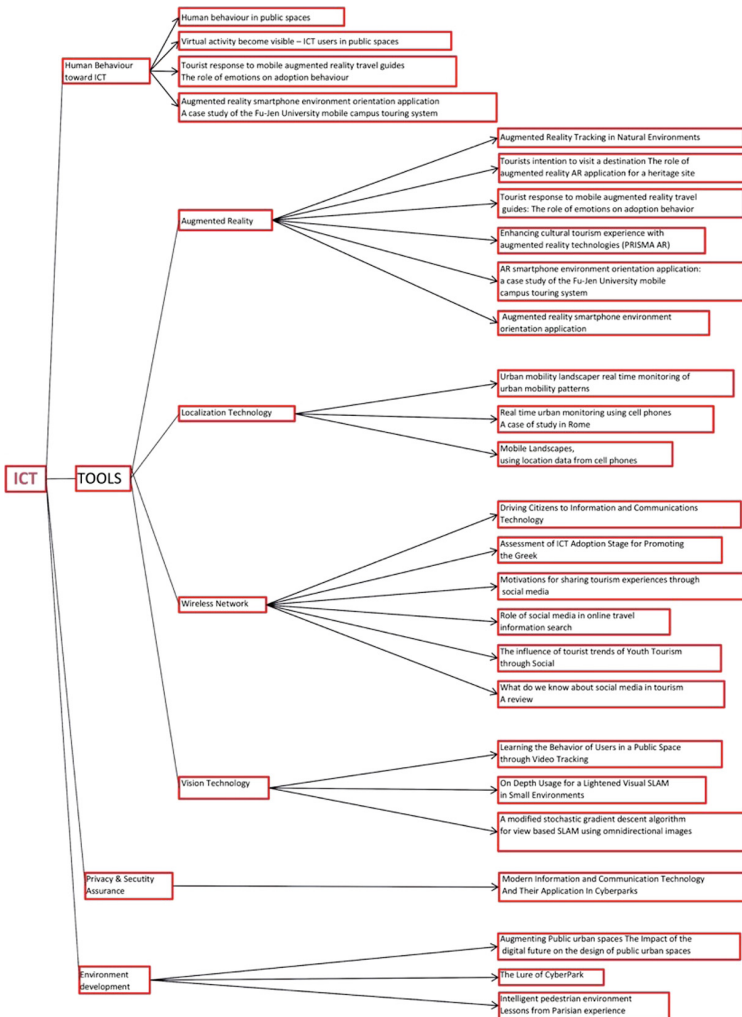 Human behaviour in public spaces
Virtual activity become visible – ICT users in public spaces
Human Behaviour
toward ICT
Tourist response to mobile augmented reality travel guides
The role of emotions on adoption behaviour
Augmented reality smartphone environment orientation application
A case study of the Fu-Jen University mobile campus touring system
Augmented Reality Tracking in Natural Environments
Tourists intention to visit a destination The role of
augmented reality AR application for a heritage site
Augmented Reality
Tourist response to mobile augmented reality travel
guides: The role of emotions on adoption behavior
Enhancing cultural tourism experience with
augmented reality technologies (PRISMA AR)
AR smartphone environment orientation application:
a case study of the Fu-Jen University mobile
campus touring system
Augmented reality smartphone environment
orientation application
Urban mobility landscaper real time monitoring of
urban mobility patterns
Localization Technology
Real time urban monitoring using cell phones
A case of study in Rome
Mobile Landscapes,
using location data from cell phones
ICT
TOOLS
Driving Citizens to Information and Communications
Technology
Assessment of ICT Adoption Stage for Promoting
the Greek
Motivations for sharing tourism experiences through
social media
Wireless Network
Role of social media in online travel
information search
The influence of tourist trends of Youth Tourism
through Social
What do we know about social media in tourism
A review
Learning the Behavior of Users in a Public Space
through Video Tracking
Vision Technology
On Depth Usage for a Lightened Visual SLAM
in Small Environments
A modified stochastic gradient descent algorithm
for view based SLAM using omnidirectional images
Privacy & Secutity
Assurance
Modern Information and Communication Technology
And Their Application In Cyberparks
Augmenting Public urban spaces The Impact of the
digital future on the design of public urban spaces
Environment
development
The Lure of CyberPark
Intelligent pedestrian environment
Lessons from Parisian experience